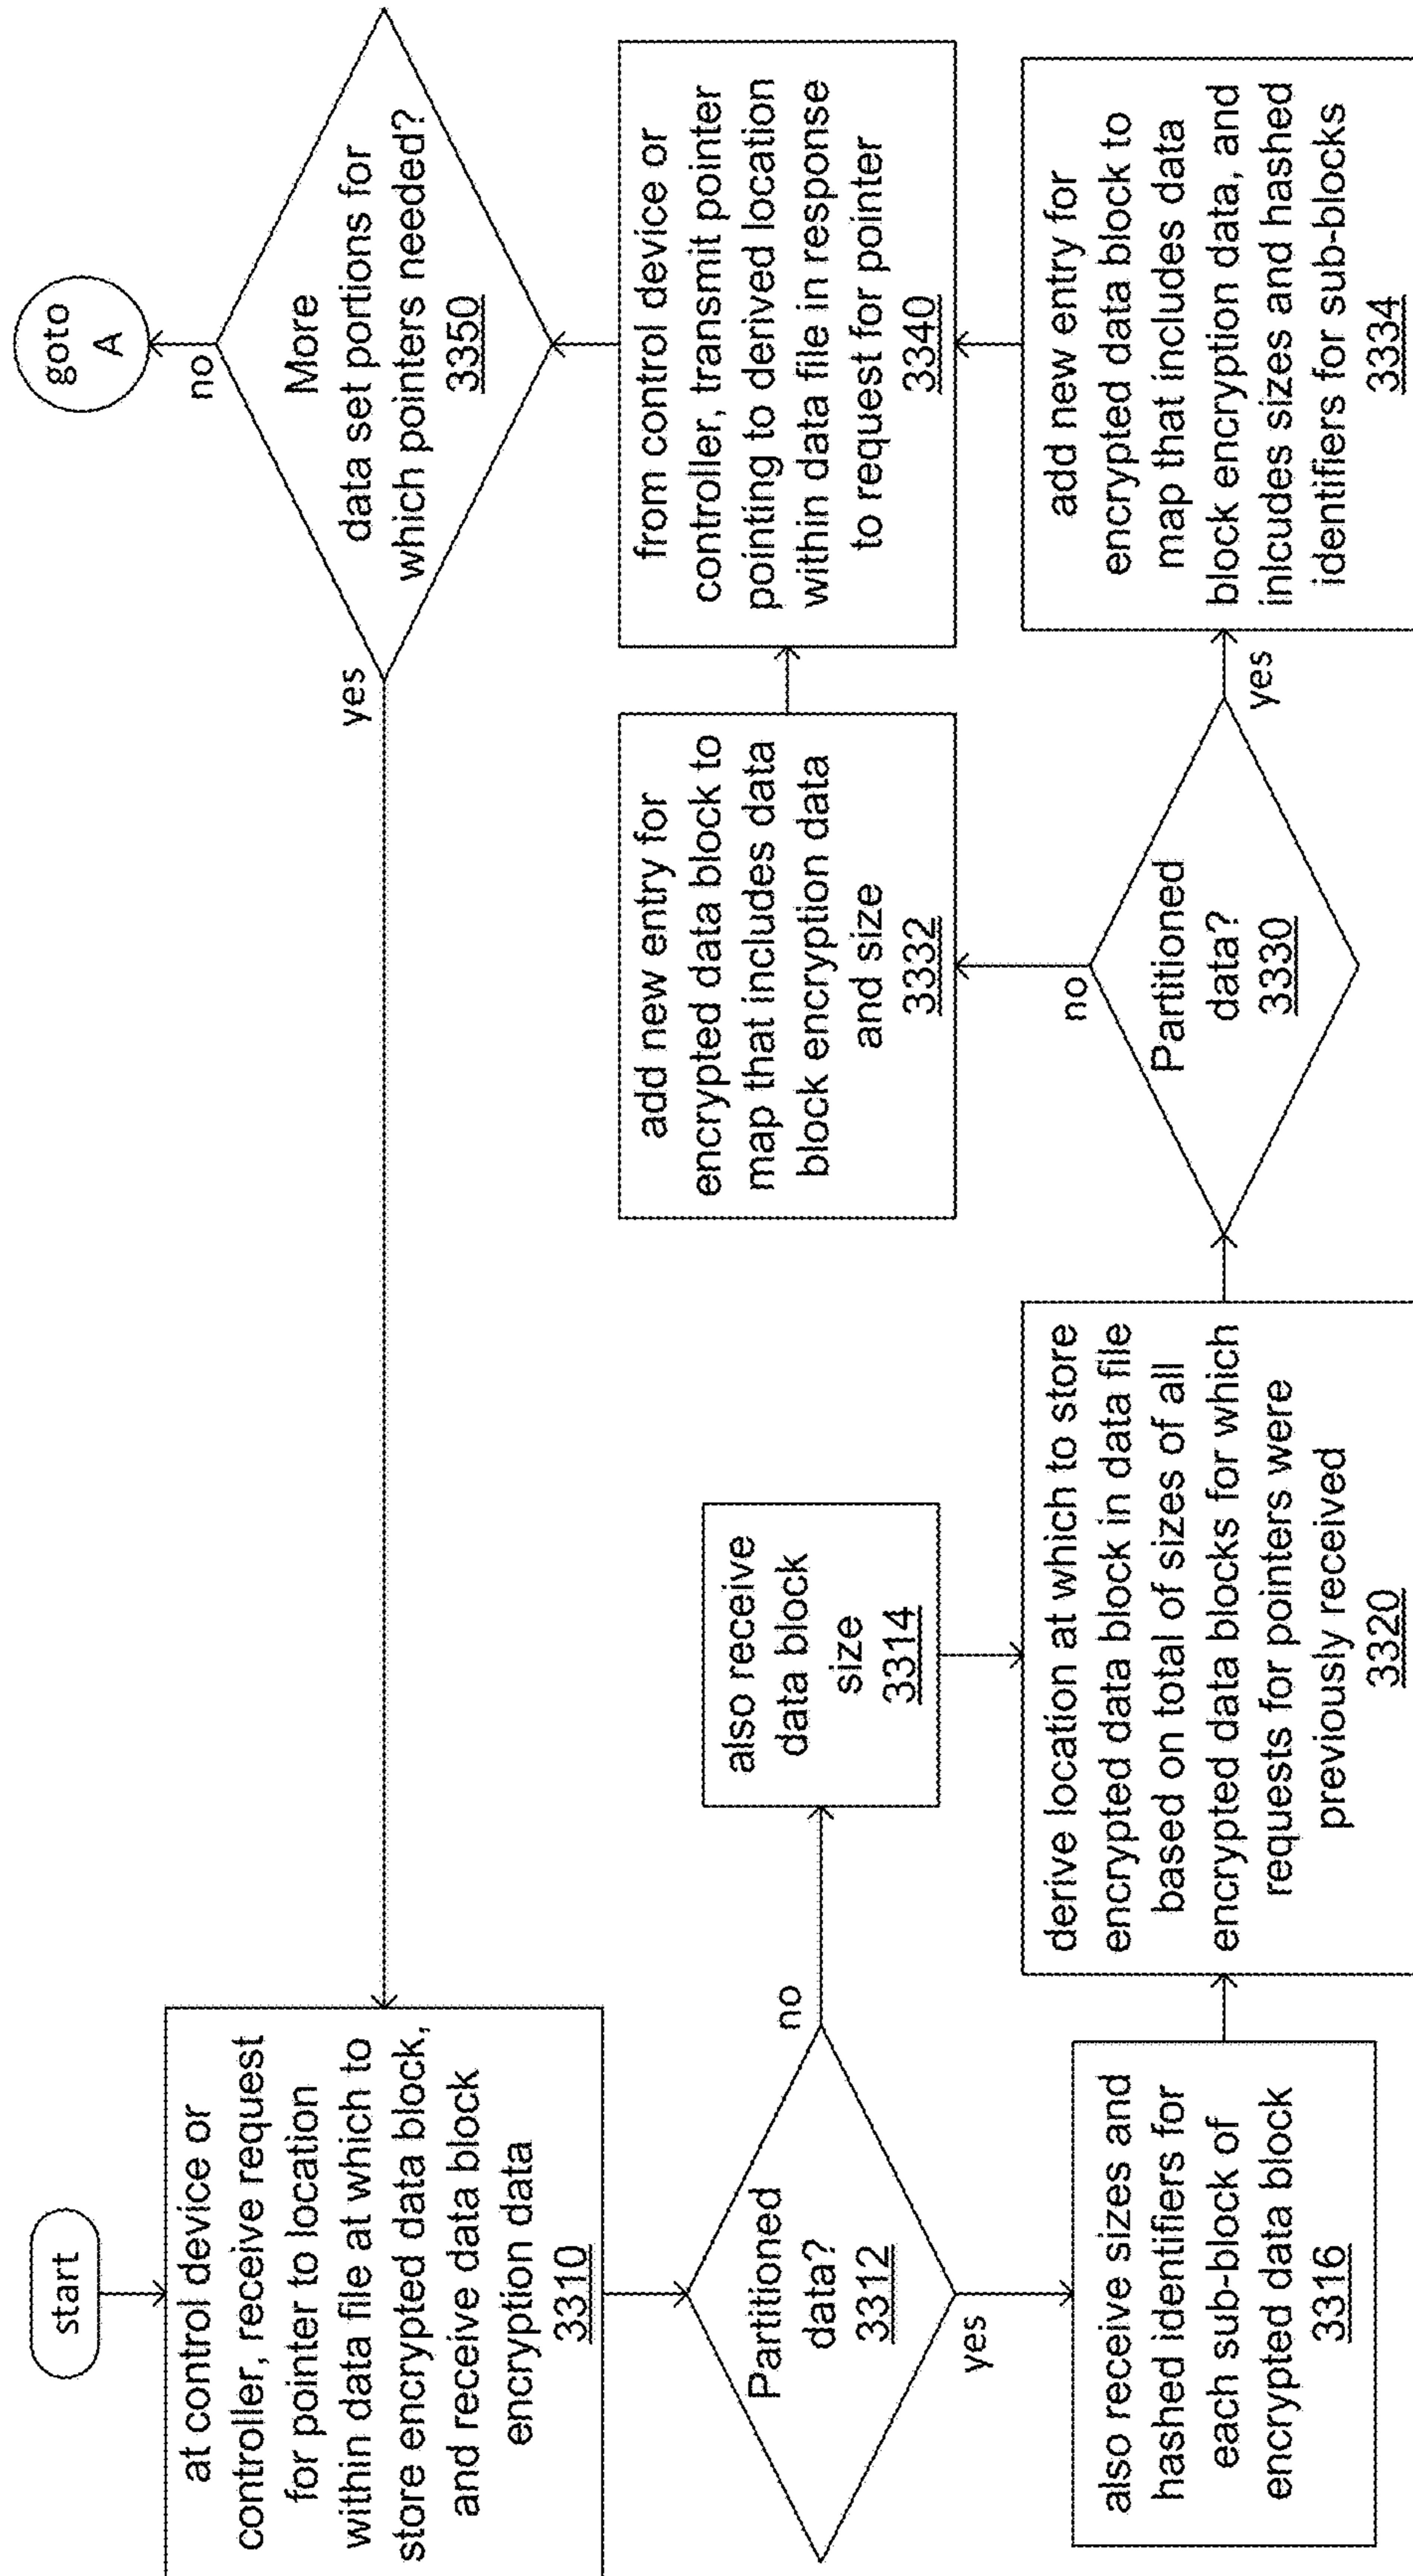 start
at control device or
controller, receive request
for pointer to location
within data file at which to
store encrypted data block,
and receive data block
encryption data
3310
Partitioned
data?
3312
no
yes
also receive
data block
size
3314
also receive sizes and
hashed identifiers for
each sub-block of
encrypted data block
3316
derive location at which to store
encrypted data block in data file
based on total of sizes of all
encrypted data blocks for which
requests for pointers were
previously received
3320
Partitioned
data?
3330
no
yes
add new entry for
encrypted data block to
map that includes data
block encryption data
and size
3332
add new entry for
encrypted data block to
map that includes data
block encryption data, and
inlcudes sizes and hashed
identifiers for sub-blocks
3334
from control device or
controller, transmit pointer
pointing to derived location
within data file in response
to request for pointer
3340
More
data set portions for
which pointers needed?
3350
yes
no
goto
A